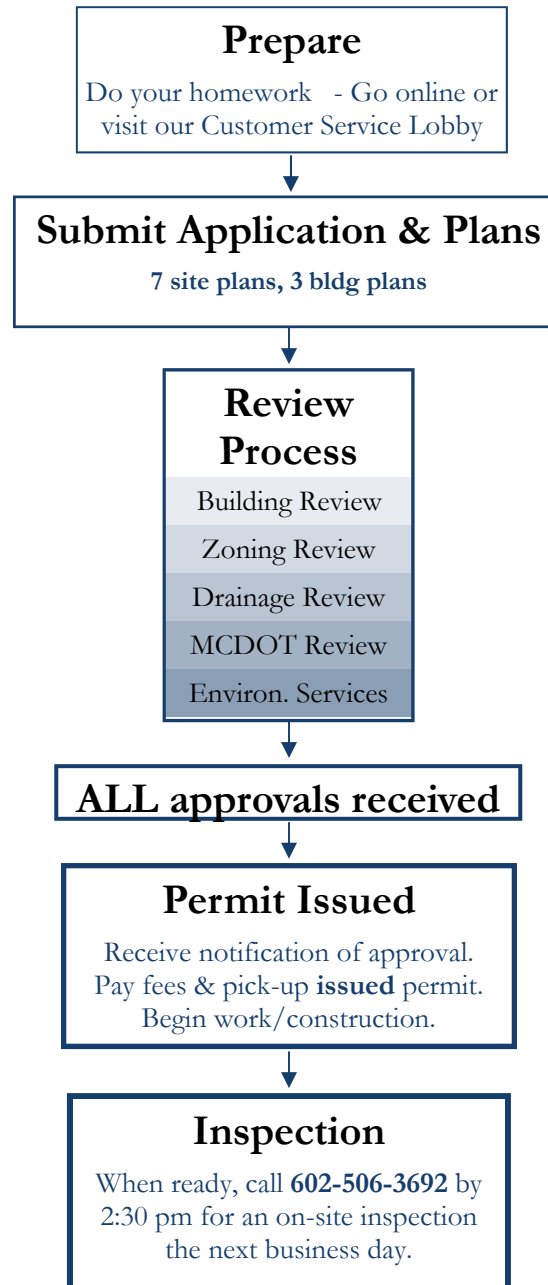 Prepare
Do your homework - Go online or
visit our Customer Service Lobby
Submit Application & Plans
7 site plans, 3 bldg plans
Review
Process
Building Review
Zoning Review
Drainage Review
MCDOT Review
Environ. Services
ALL approvals received
Permit Issued
Receive notification of approval.
Pay fees & pick-up issued permit.
Begin work/construction.
Inspection
When ready, call 602-506-3692 by
2:30 pm for an on-site inspection
the next business day.